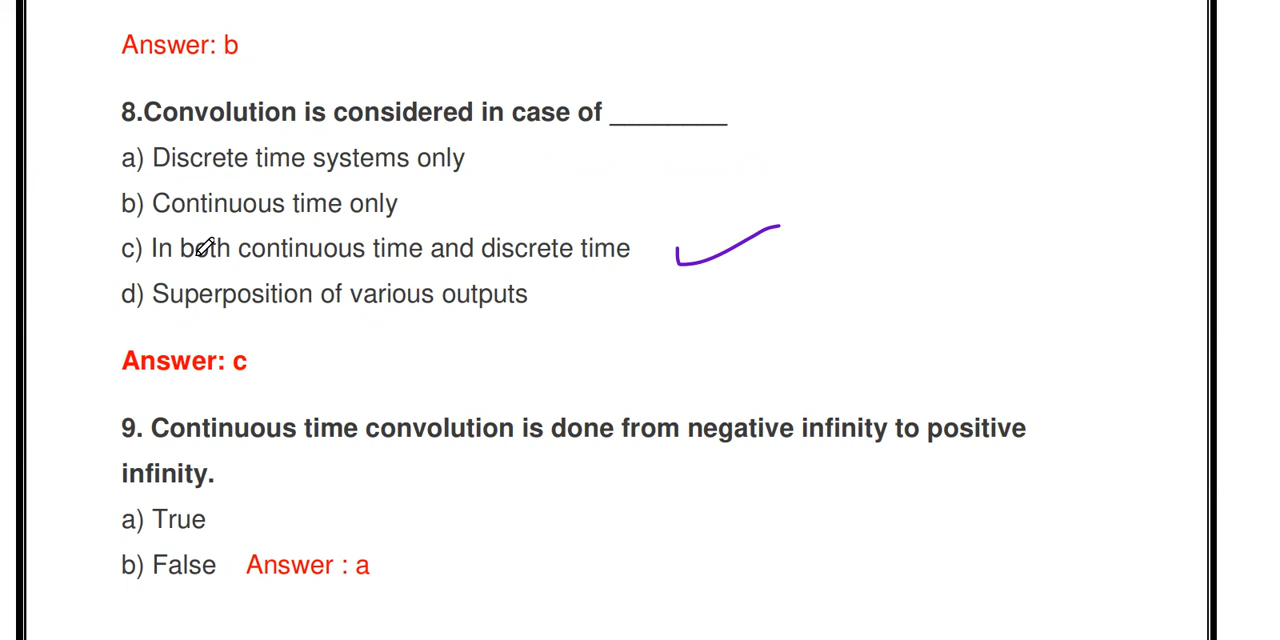 Answer: b
8.Convolution is considered in case of ________
a) Discrete time systems only
b) Continuous time only
c) In both continuous time and discrete time
d) Superposition of various outputs
Answer: c
9. Continuous time convolution is done from negative infinity to positive
infinity.
a) True
b) False Answer : a